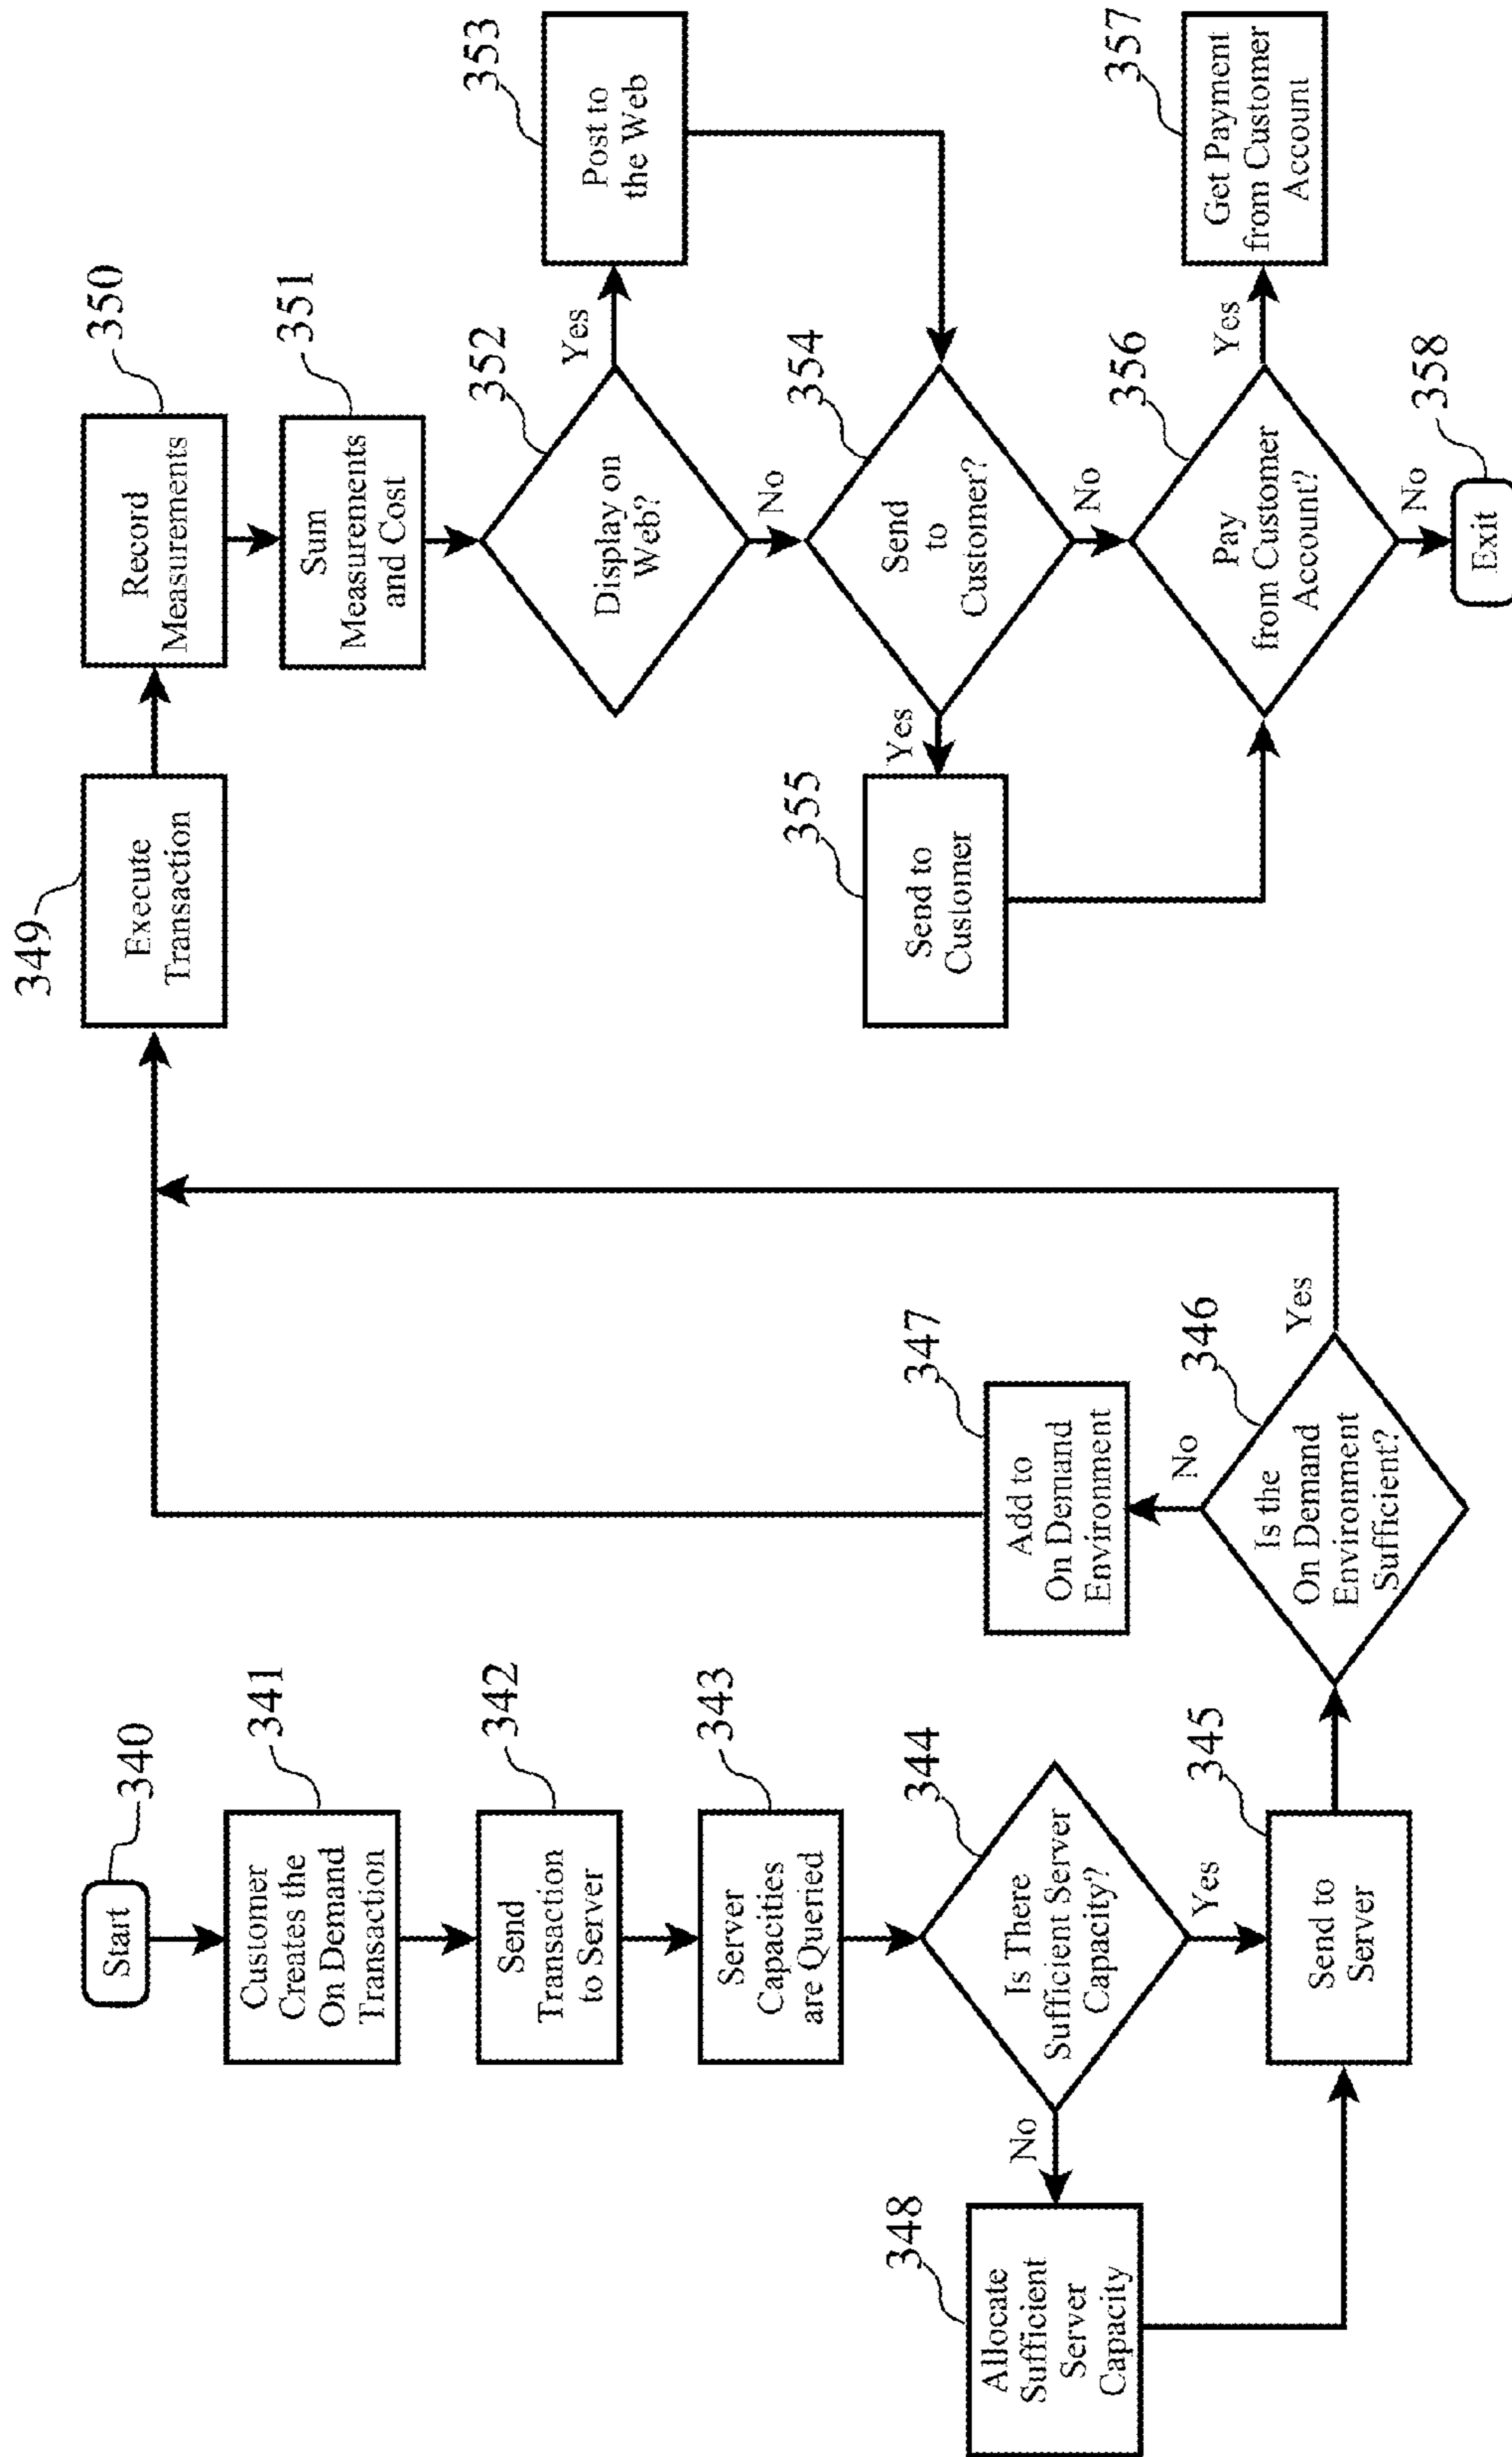 340
Start
341
Customer
Creates the
On Demand
Transaction
342
Send
Transaction
to Server
343
Server
Capacities
are Queried
344
Is There
Sufficient Server
Capacity?
No
Yes
348
Allocate
Sufficient
Server
Capacity
345
Send to
Server
346
Is the
On Demand
Environment
Sufficient?
No
Yes
347
Add to
On Demand
Environment
349
Execute
Transaction
350
Record
Measurements
351
Sum
Measurements
and Cost
352
Display on
Web?
Yes
No
353
Post to
the Web
354
Send
to
Customer?
Yes
No
355
Send to
Customer
356
Pay
from Customer
Account?
Yes
No
357
Get Payment
from Customer
Account
358
Exit